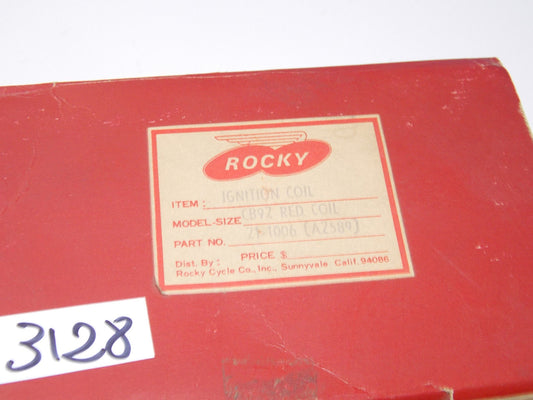 ROCKY
ITEM: IGNITION COIL
MODEL-SIZE CB92 RED COIL
PART NO. 21-1006 (AZ589)
PRICE $
Dist. By:
Rocky Cycle Co., Inc., Sunnyvale Calif. 94086
3128